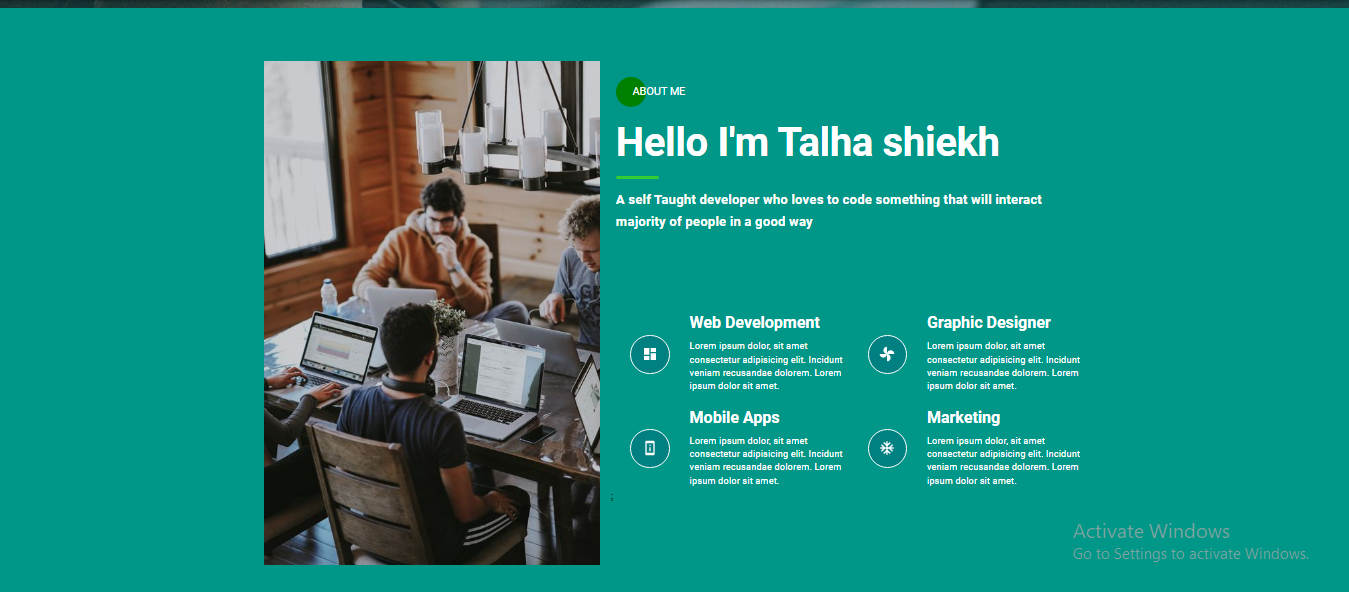 ABOUT ME
Hello I'm Talha shiekh
A self Taught developer who loves to code something that will interact
majority of people in a good way
Web Development
Lorem ipsum dolor, sit amet
consectetur adipisicing elit. Incidunt
veniam recusandae dolorem. Lorem
ipsum dolor sit amet.
Graphic Designer
Lorem ipsum dolor, sit amet
consectetur adipisicing elit. Incidunt
veniam recusandae dolorem. Lorem
ipsum dolor sit amet.
Mobile Apps
Lorem ipsum dolor, sit amet
consectetur adipisicing elit. Incidunt
veniam recusandae dolorem. Lorem
ipsum dolor sit amet.
Marketing
Lorem ipsum dolor, sit amet
consectetur adipisicing elit. Incidunt
veniam recusandae dolorem. Lorem
ipsum dolor sit amet.
;
Activate Windows
Go to Settings to activate Windows.